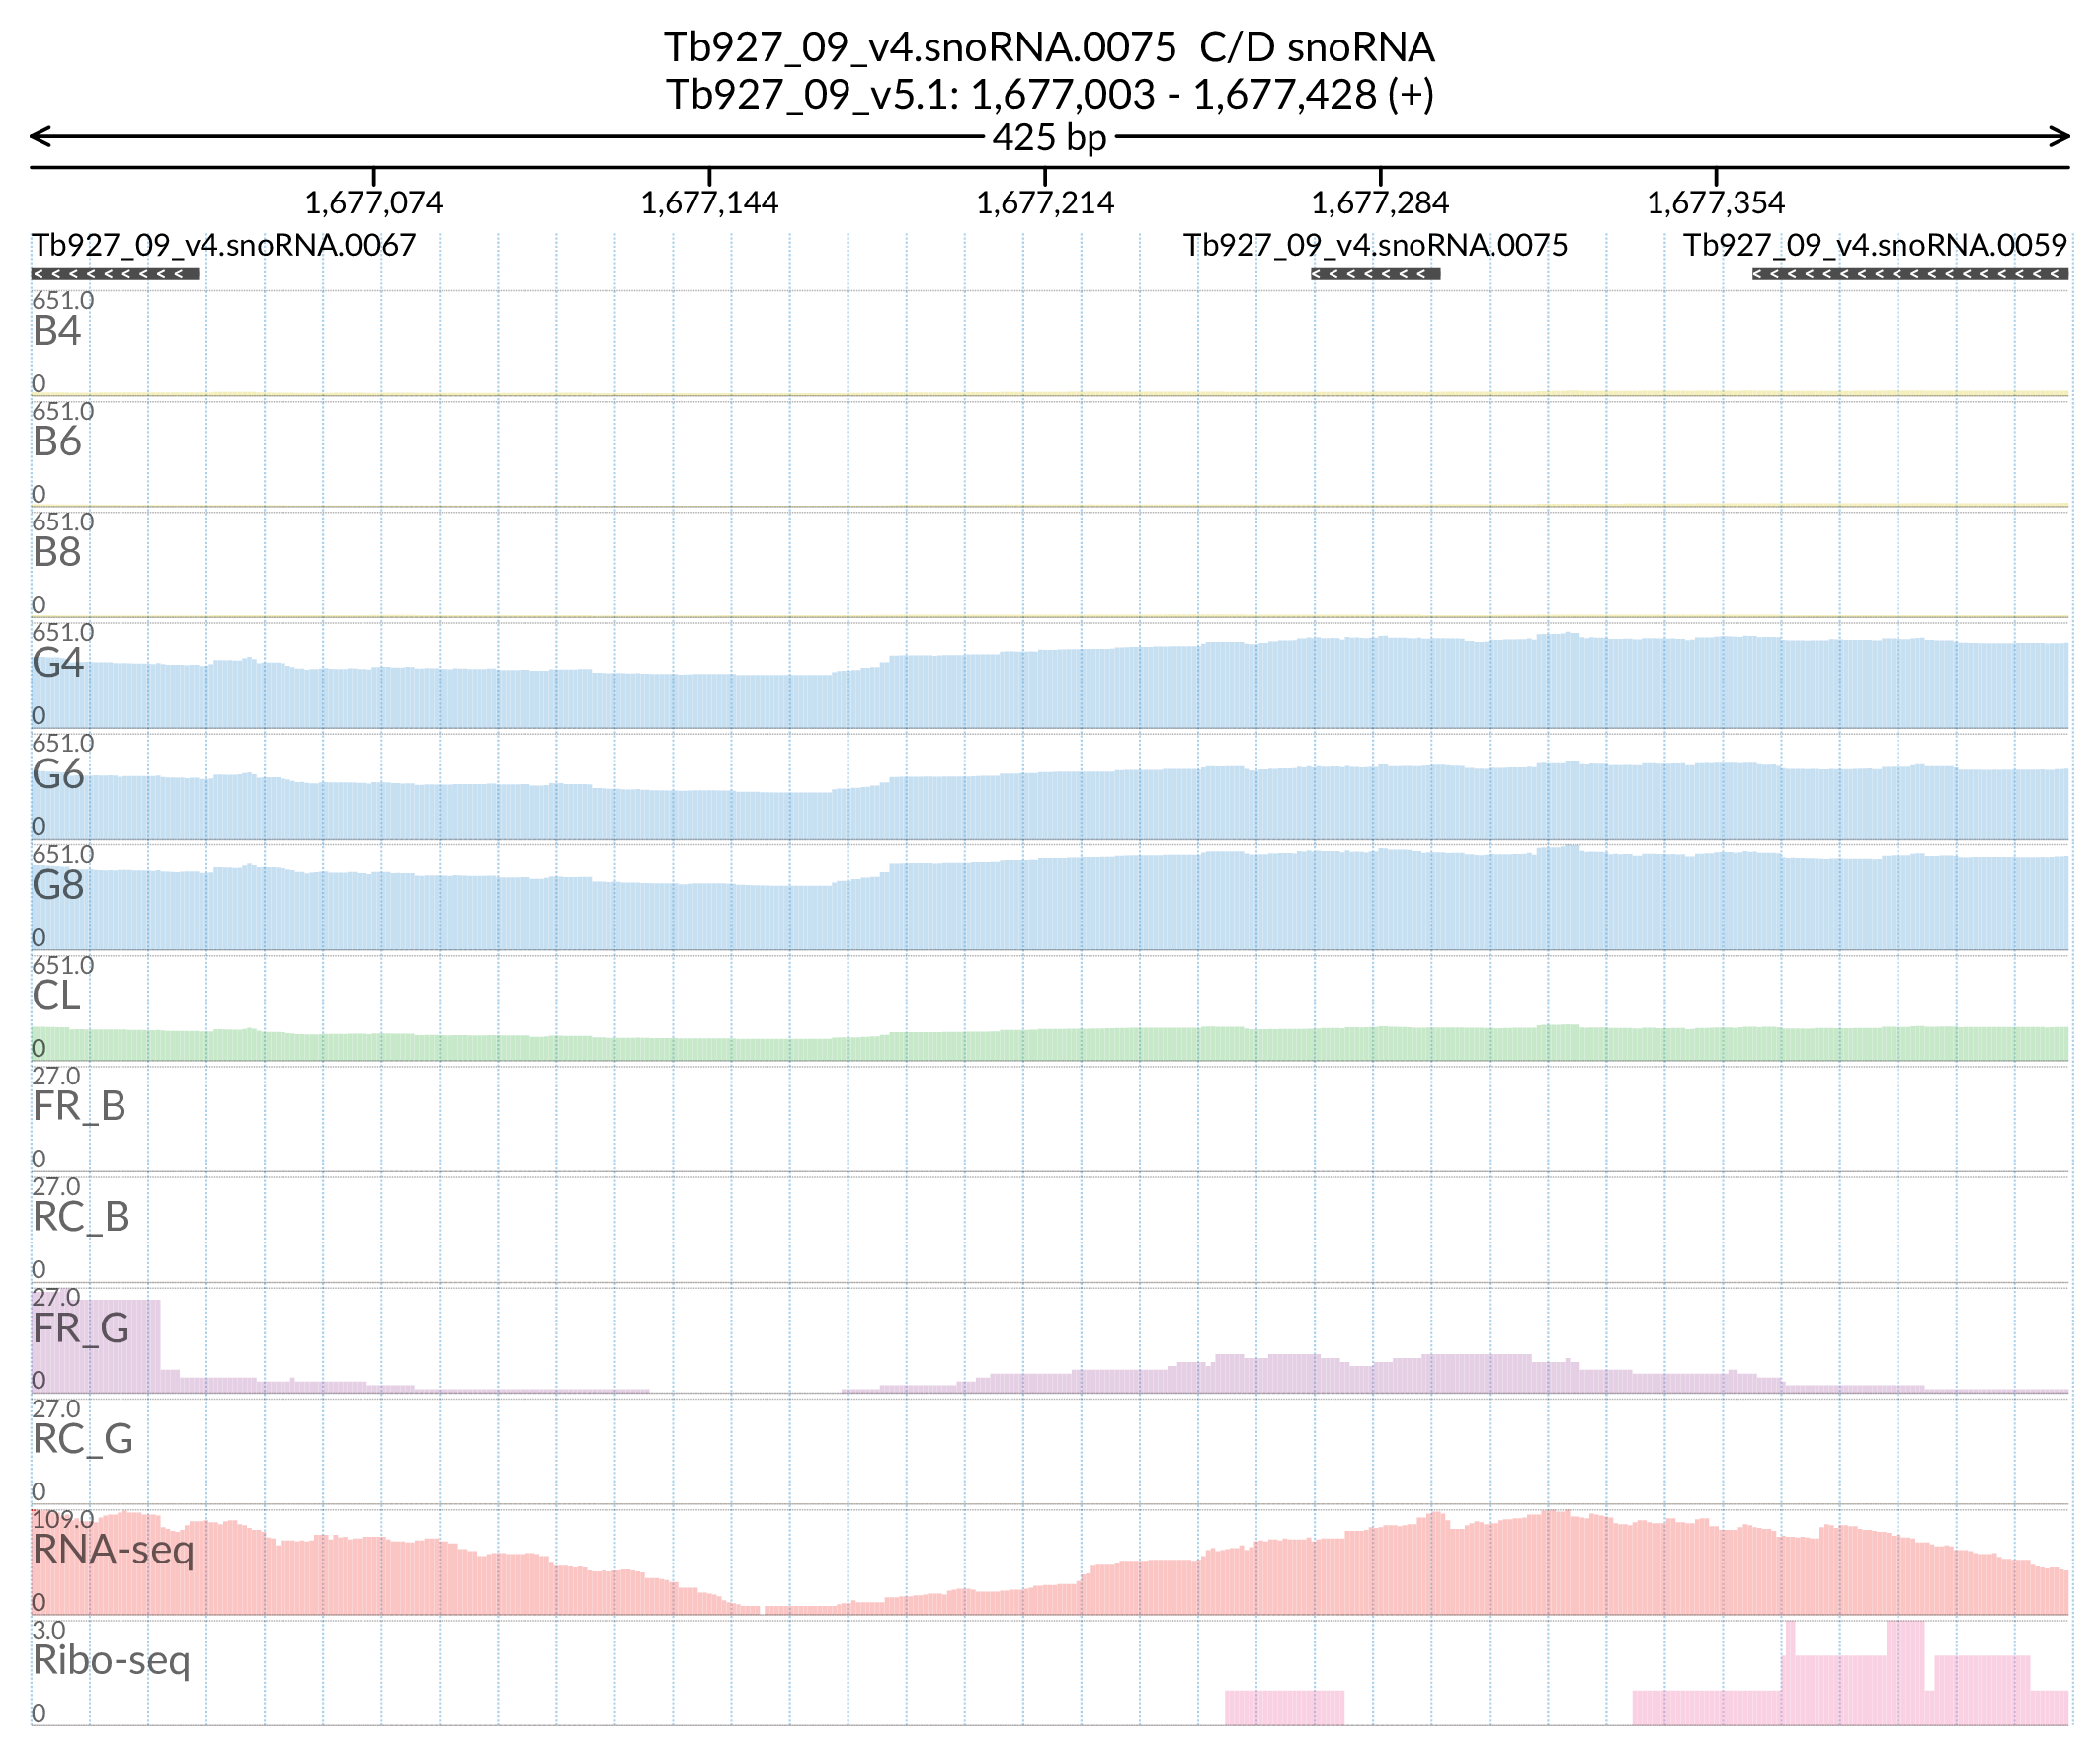 Tb927_09_v4.snoRNA.0075 C/D snoRNA
Tb927_09_v5.1: 1,677,003 - 1,677,428 (+)
425 bp
1,677,074 1,677,144 1,677,214 1,677,284 1,677,354
Tb927_09_v4.snoRNA.0067 Tb927_09_v4.snoRNA.0075 Tb927_09_v4.snoRNA.0059
651.0
B4
0
651.0
B6
0
651.0
B8
0
651.0
G4
0
651.0
G6
0
651.0
G8
0
651.0
CL
0
27.0
FR_B
0
27.0
RC_B
0
27.0
FR_G
0
27.0
RC_G
0
109.0
RNA-seq
0
3.0
Ribo-seq
0